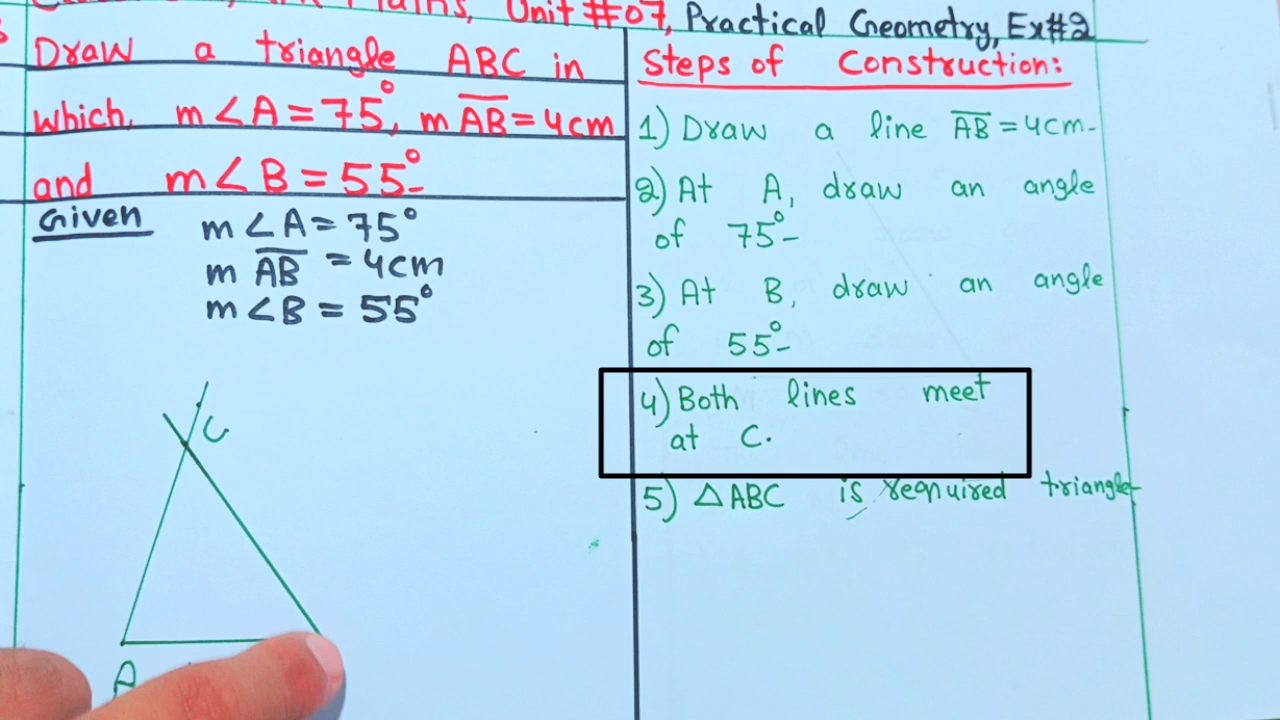 Maths, Unit #07, Practical Geometry, Ex#2
Draw a triangle ABC in
which, m∠A = 75°, mAB = 4cm
and m∠B = 55°-
Given
m∠A = 75°
mAB = 4cm
m∠B = 55°
C
A
Steps of Construction:
1) Draw a line AB = 4cm-
2) At A, draw an angle
of 75°-
3) At B, draw an angle
of 55°-
4) Both lines meet
at C.
5) △ABC is reqnuired triangle-